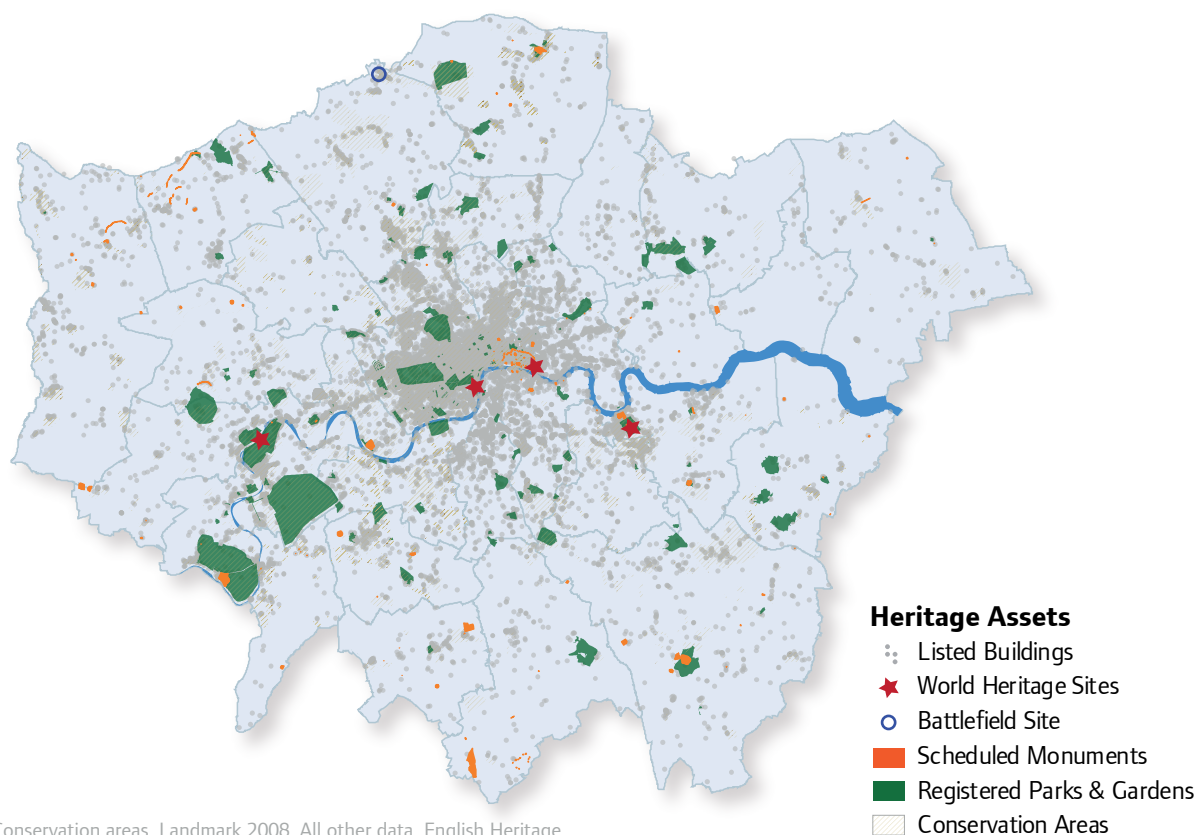 Heritage Assets
Listed Buildings
World Heritage Sites
Battlefield Site
Scheduled Monuments
Registered Parks & Gardens
Conservation Areas
Conservation areas, Landmark 2008. All other data, English Heritage